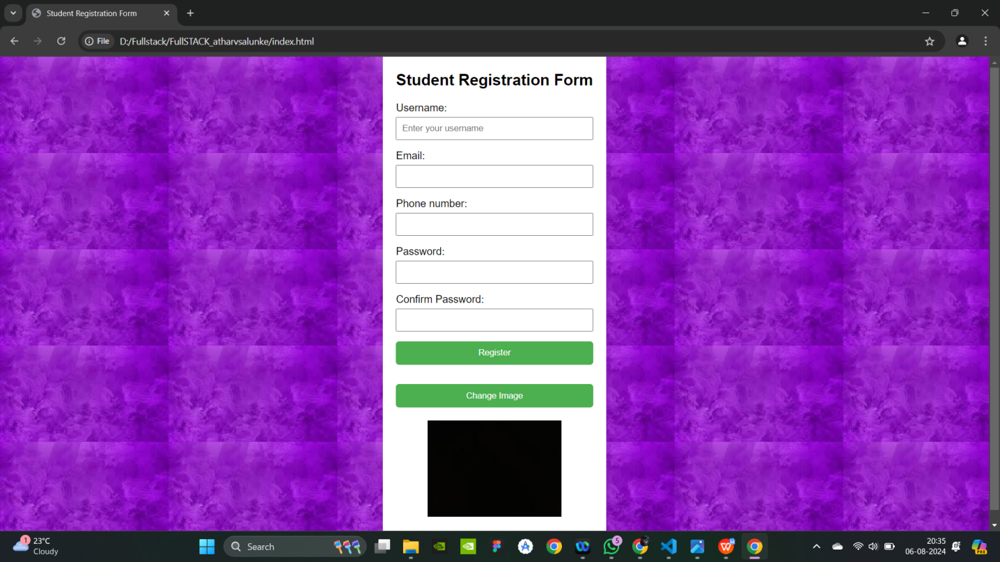 Student Registration Form
File D:/Fullstack/FullSTACK_atharvsalunke/index.html
Student Registration Form
Username:
Enter your username
Email:
Phone number:
Password:
Confirm Password:
Register
Change Image
1 23°C
Cloudy
Search
5
W
20:35
06-08-2024
PRE